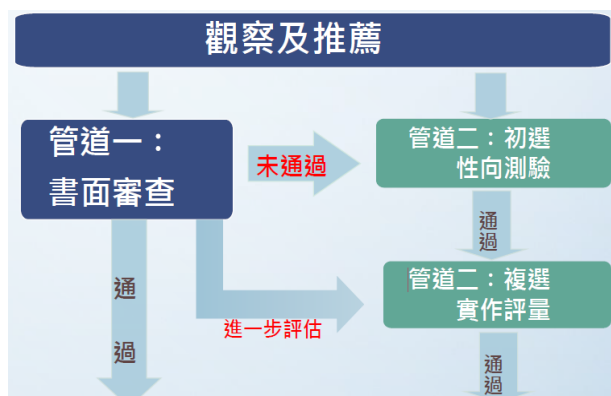 觀察及推薦
管道一：
書面審查
未通過
管道二：初選
性向測驗
通過
管道二：複選
實作評量
進一步評估
通
過
通過